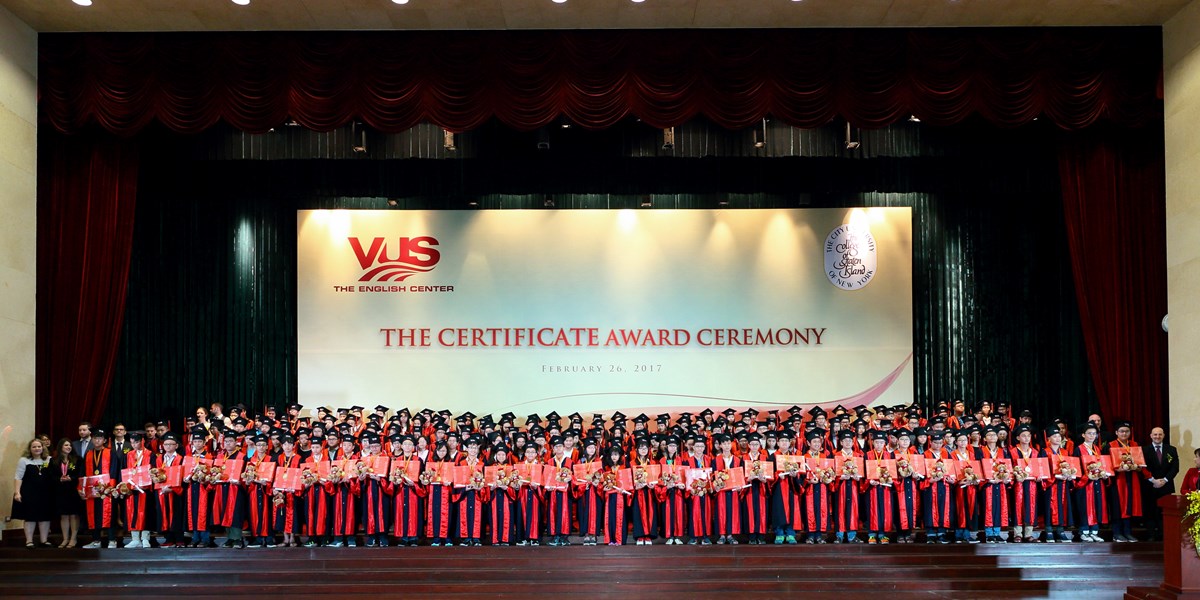 VUS
THE ENGLISH CENTER
THE CITY UNIVERSITY
The
College
of
Staten
Island
OF NEW YORK
THE CERTIFICATE AWARD CEREMONY
FEBRUARY 26, 2017